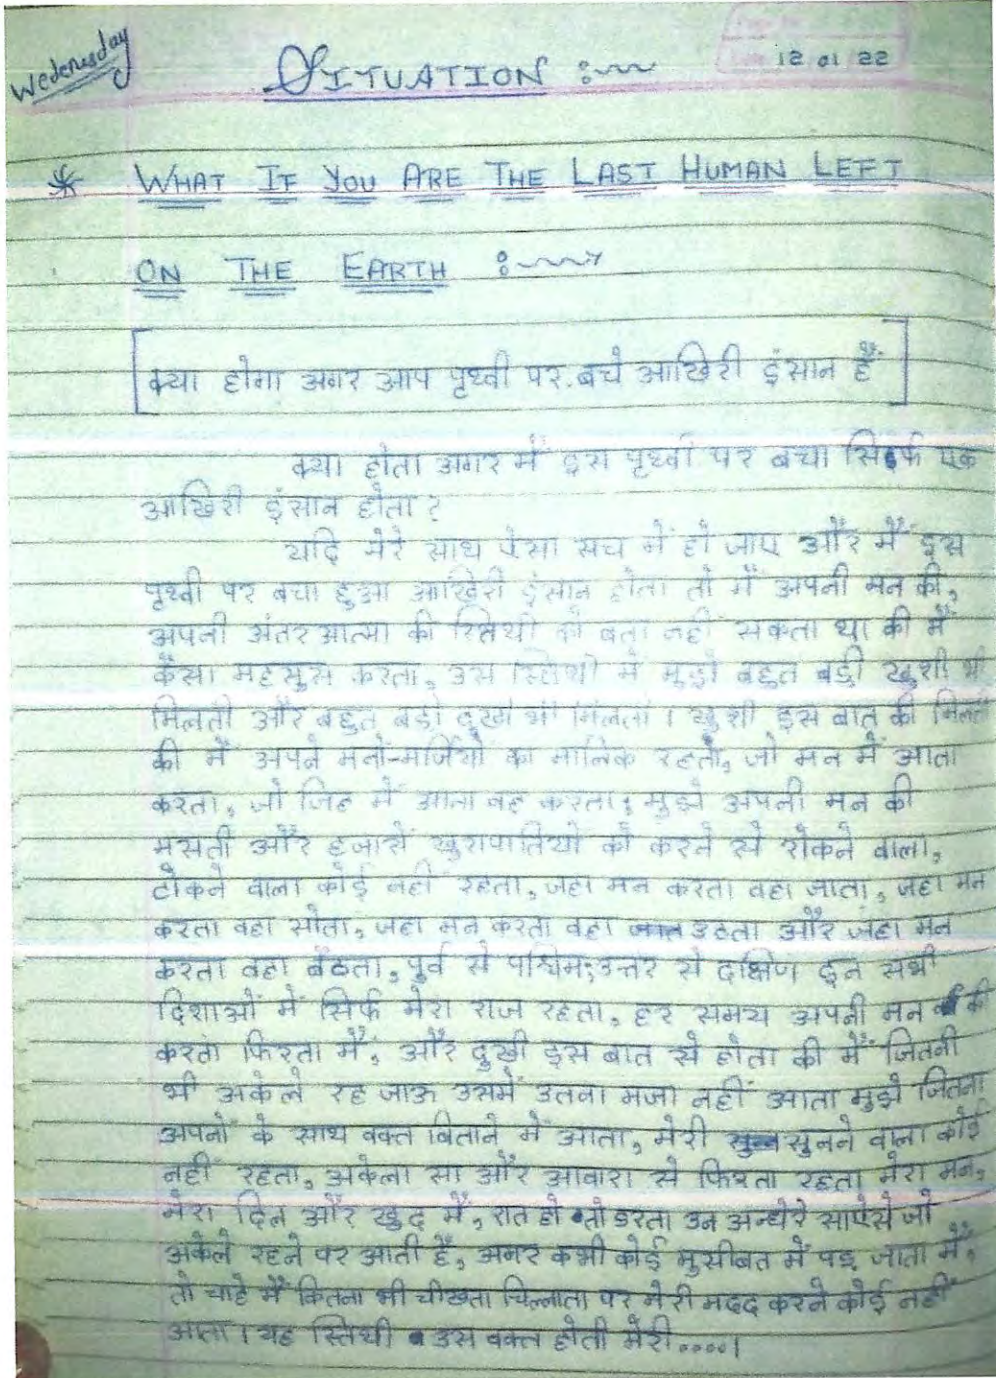 Wedenusday
SITUATION :~~
12 01 22
WHAT IF YOU ARE THE LAST HUMAN LEFT
ON THE EARTH :~~
[क्या होगा अगर आप पृथ्वी पर बचे आखिरी इंसान हैं]
क्या होता अगर में इस पृथ्वी पर बचा सिर्फ एक
आखिरी इंसान होता ?
यदि मेरे साथ ऐसा सच में हो जाए और मैं इस
पृथ्वी पर बचा हुआ आखिरी इंसान होता तो में अपनी मन की,
अपनी अंतर आत्मा की स्तिथी को बता नही सकता था की मैं
कैसा महसुस करता, उस स्तिथी में मुझे बहुत बड़ी खुशी भी
मिलती और बहुत बड़ा दुख भी मिलता । खुशी इस बात की मिलती
की में अपने मनो-मर्जियो का मालिक रहता, जो मन में आता
करता, जो जिह में आता वह करता, मुझे अपनी मन की
मसती और हजारो खुरापातियो को करने से रोकने वाला,
टोकने वाला कोई नही रहता, जहा मन करता वहा जाता, जहा मन
करता वहा सोता, जहा मन करता वहा उठता और जहा मन
करता वहा बैठता, पुर्व से पश्चिम, उत्तर से दक्षिण इन सभी
दिशाओं में सिर्फ मेरा राज रहता, हर समय अपनी मन की
करता फिरता मैं, और दुखी इस बात से होता की में जितनी
भी अकेले रह जाऊ उसमें उतना मजा नहीं आता मुझे जितना
अपनो के साथ वक्त बिताने में आता, मेरी सुनने वाला कोई
नही रहता, अकेला सा और आवारा से फिरता रहता मेरा मन,
मेरा दिल और खुद मैं, रात हो तो डरता उन अन्धेरे साऐसे जो
अकेले रहने पर आती है, अगर कभी कोई मुसीबत में पड़ जाता मैं,
तो चाहे मैं कितना भी चीखता चिल्लाता पर मेरी मदद करने कोई नहीं
आता । यह स्तिथी उस वक्त होती मेरी.....।